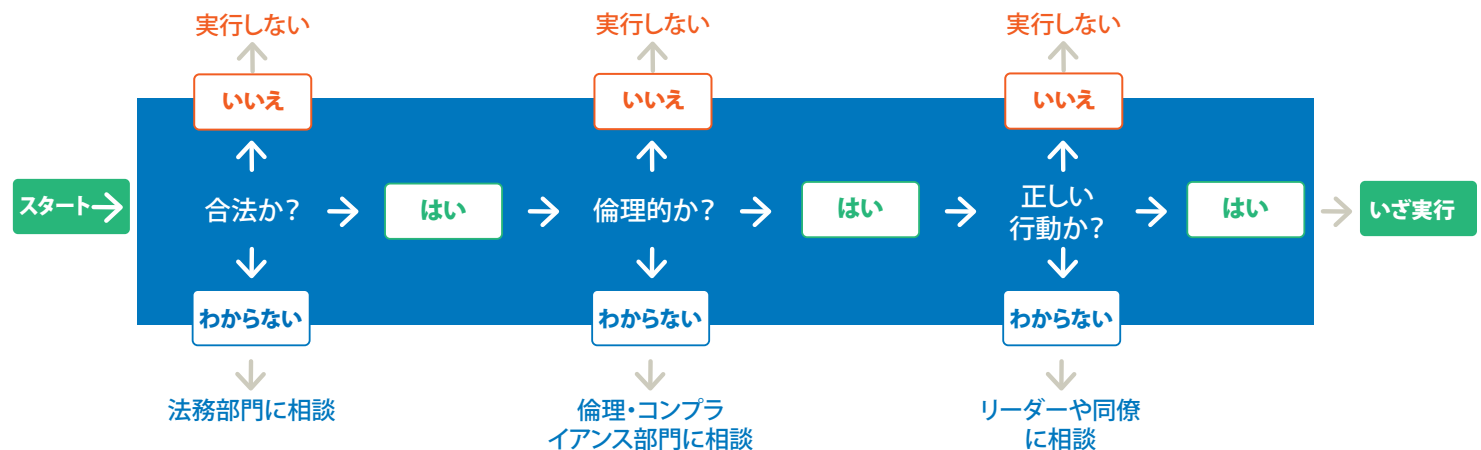 実行しない
実行しない
実行しない
いいえ
いいえ
いいえ
スタート
合法か？
はい
倫理的か？
はい
正しい
行動か？
はい
いざ実行
わからない
わからない
わからない
法務部門に相談
倫理・コンプラ
イアンス部門に相談
リーダーや同僚
に相談